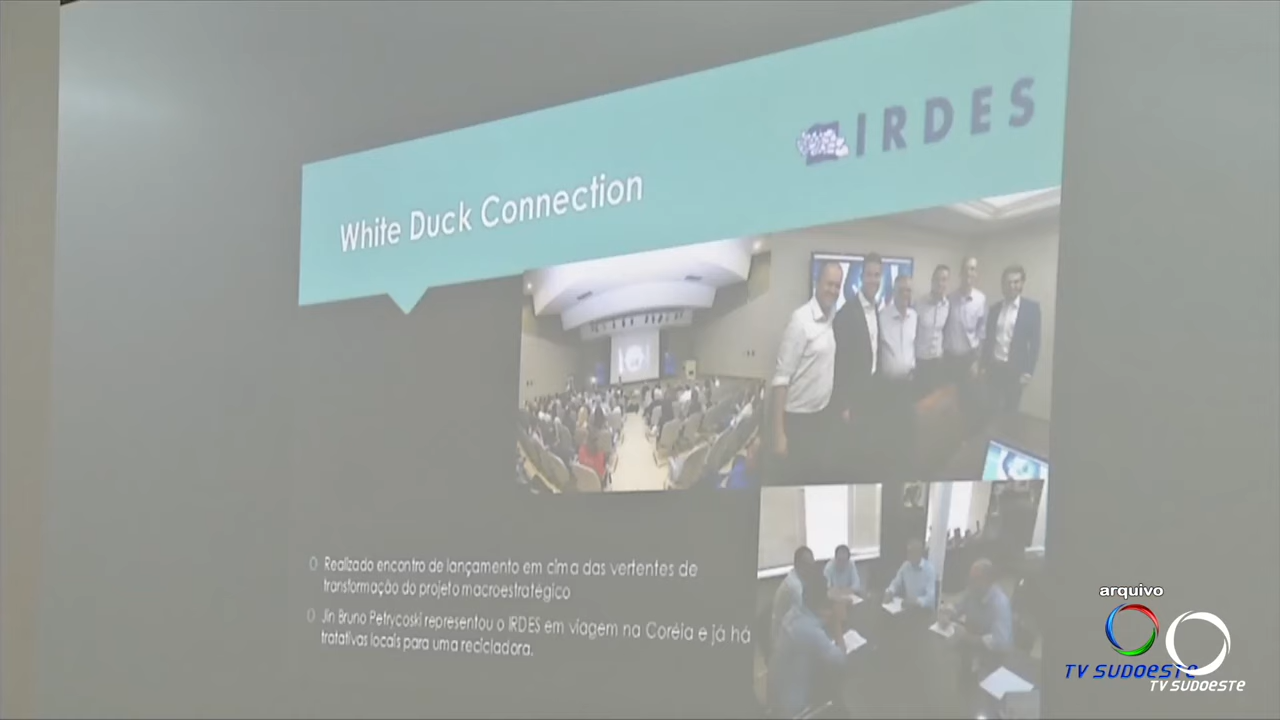 IRDES
White Duck Connection
Realizado encontro de lançamento em cima das vertentes de
transformação do projeto macroestratégico
Jin Bruno Petrycoski representou o IRDES em viagem na Coréia e já há
tratativas locais para uma recicladora.
arquivo
TV SUDOESTE
TV SUDOESTE